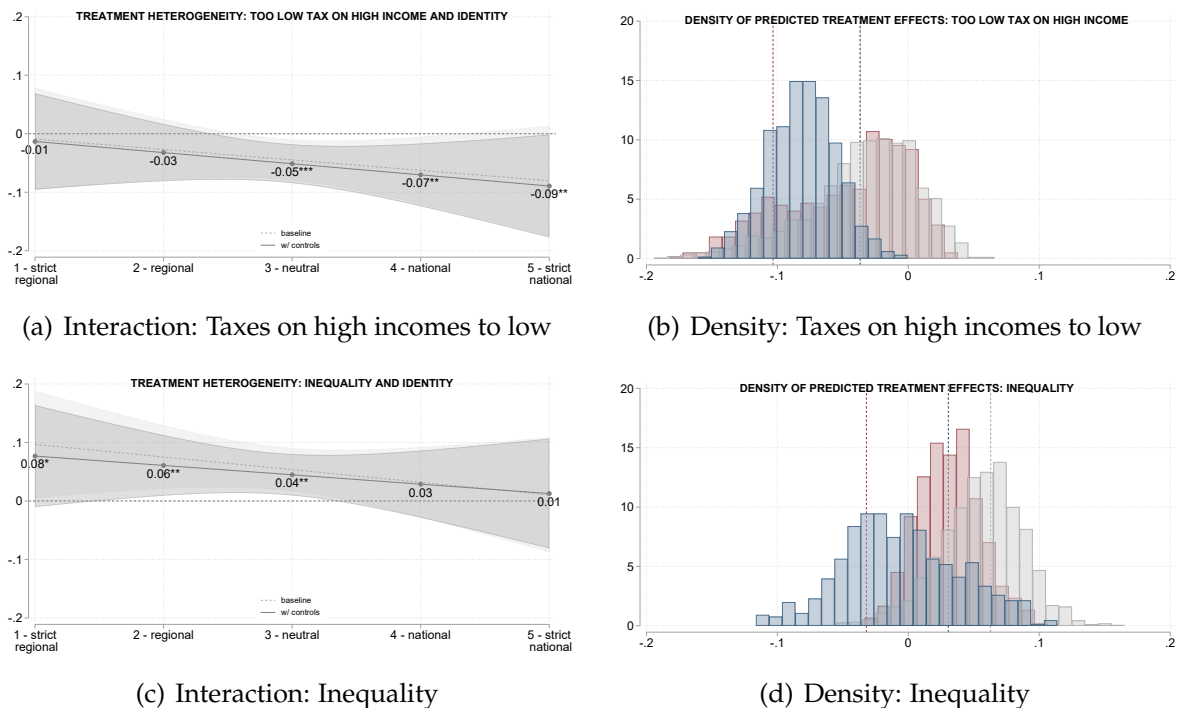 TREATMENT HETEROGENEITY: TOO LOW TAX ON HIGH INCOME AND IDENTITY
.2
.1
0
-.1
-.2
-0.01
-0.03
-0.05***
-0.07**
-0.09**
baseline
w/ controls
1 - strict regional
2 - regional
3 - neutral
4 - national
5 - strict national
DENSITY OF PREDICTED TREATMENT EFFECTS: TOO LOW TAX ON HIGH INCOME
20
15
10
5
0
-.2
-.1
0
.1
.2
(a) Interaction: Taxes on high incomes to low
(b) Density: Taxes on high incomes to low
TREATMENT HETEROGENEITY: INEQUALITY AND IDENTITY
.2
.1
0
-.1
-.2
0.08*
0.06**
0.04**
0.03
0.01
baseline
w/ controls
1 - strict regional
2 - regional
3 - neutral
4 - national
5 - strict national
DENSITY OF PREDICTED TREATMENT EFFECTS: INEQUALITY
20
15
10
5
0
-.2
-.1
0
.1
.2
(c) Interaction: Inequality
(d) Density: Inequality